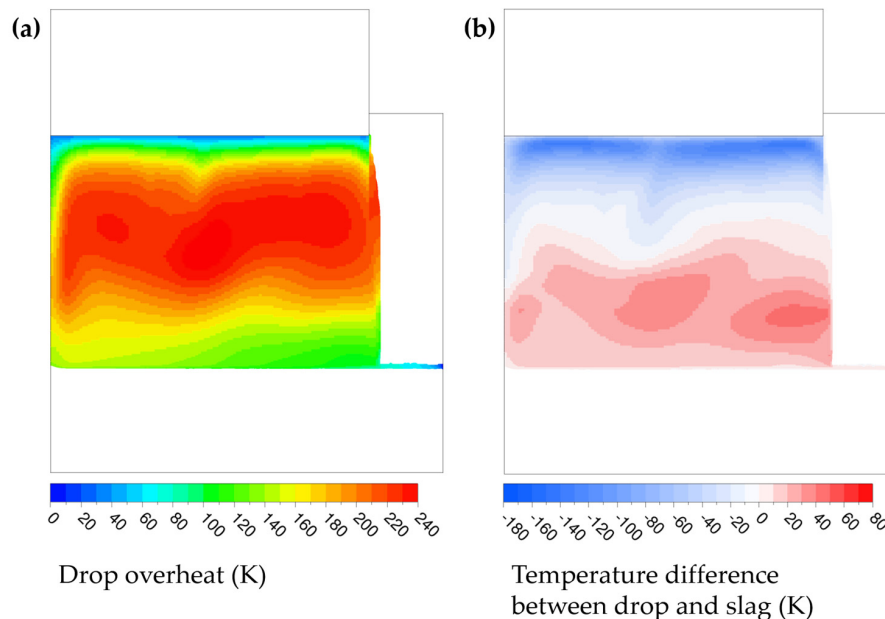 (a)
(b)
0 20 40 60 80 100 120 140 160 180 200 220 240
-180 -160 -140 -120 -100 -80 -60 -40 -20 0 20 40 60 80
Drop overheat (K)
Temperature difference
between drop and slag (K)